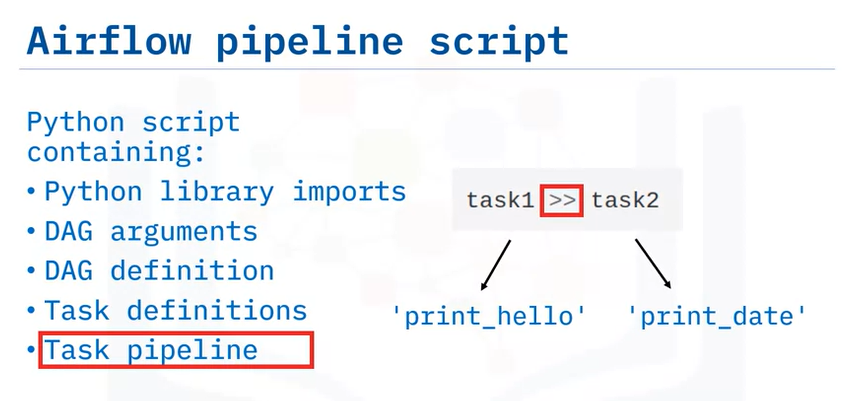 Airflow pipeline script
Python script
containing:
• Python library imports
• DAG arguments
• DAG definition
• Task definitions
• Task pipeline
task1 >> task2
'print_hello' 'print_date'